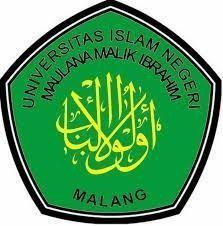 UNIVERSITAS ISLAM NEGERI
MAULANA MALIK IBRAHIM
أولو الألباب
MALANG